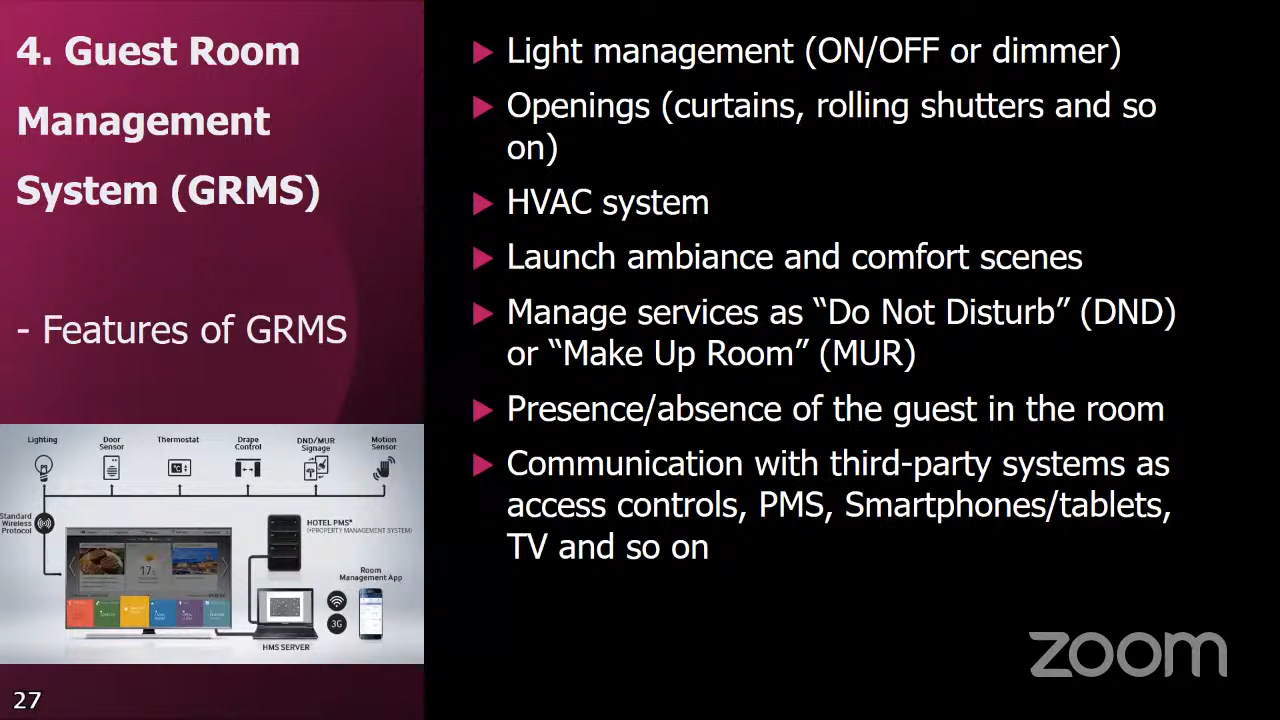 4. Guest Room
Management
System (GRMS)
- Features of GRMS
Light management (ON/OFF or dimmer)
Openings (curtains, rolling shutters and so
on)
HVAC system
Launch ambiance and comfort scenes
Manage services as “Do Not Disturb” (DND)
or “Make Up Room” (MUR)
Presence/absence of the guest in the room
Communication with third-party systems as
access controls, PMS, Smartphones/tablets,
TV and so on
Lighting
Door
Sensor
Thermostat
Drape
Control
DND/MUR
Signage
Motion
Sensor
Standard
Wireless
Protocol
HOTEL PMS*
(*PROPERTY MANAGEMENT SYSTEM)
17
Room
Management App
3G
HMS SERVER
27
zoom